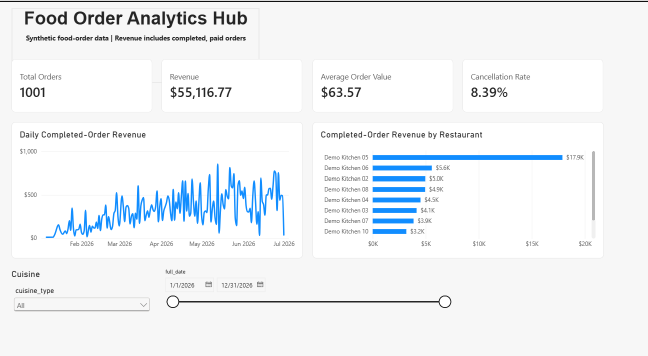 Food Order Analytics Hub
Synthetic food-order data | Revenue includes completed, paid orders
Total Orders
1001
Revenue
$55,116.77
Average Order Value
$63.57
Cancellation Rate
8.39%
Daily Completed-Order Revenue
$1,000
$500
$0
Feb 2026 Mar 2026 Apr 2026 May 2026 Jun 2026 Jul 2026
Completed-Order Revenue by Restaurant
Demo Kitchen 05 $17.9K
Demo Kitchen 06 $5.6K
Demo Kitchen 02 $5.0K
Demo Kitchen 08 $4.9K
Demo Kitchen 04 $4.5K
Demo Kitchen 03 $4.1K
Demo Kitchen 07 $3.9K
Demo Kitchen 10 $3.2K
$0K $5K $10K $15K $20K
Cuisine
cuisine_type
All
full_date
1/1/2026 12/31/2026